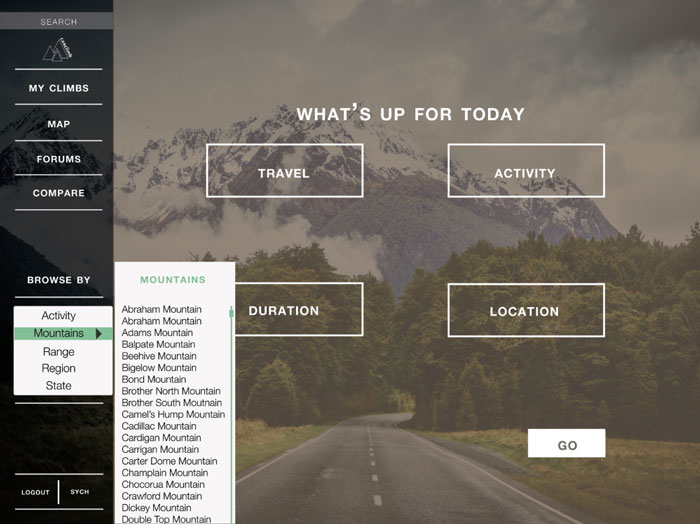 SEARCH
MY CLIMBS
MAP
FORUMS
COMPARE
BROWSE BY
Activity
Mountains
Range
Region
State
LOGOUT
SYCH
MOUNTAINS
Abraham Mountain
Abraham Mountain
Adams Mountain
Balpate Mountain
Beehive Mountain
Bigelow Mountain
Bond Mountain
Brother North Mountain
Brother South Moutnain
Camel's Hump Mountain
Cadillac Mountain
Cardigan Mountain
Carrigan Mountain
Carter Dome Mountain
Champlain Mountain
Chocorua Mountain
Crawford Mountain
Dickey Mountain
Double Top Mountain
WHAT'S UP FOR TODAY
TRAVEL
ACTIVITY
DURATION
LOCATION
GO